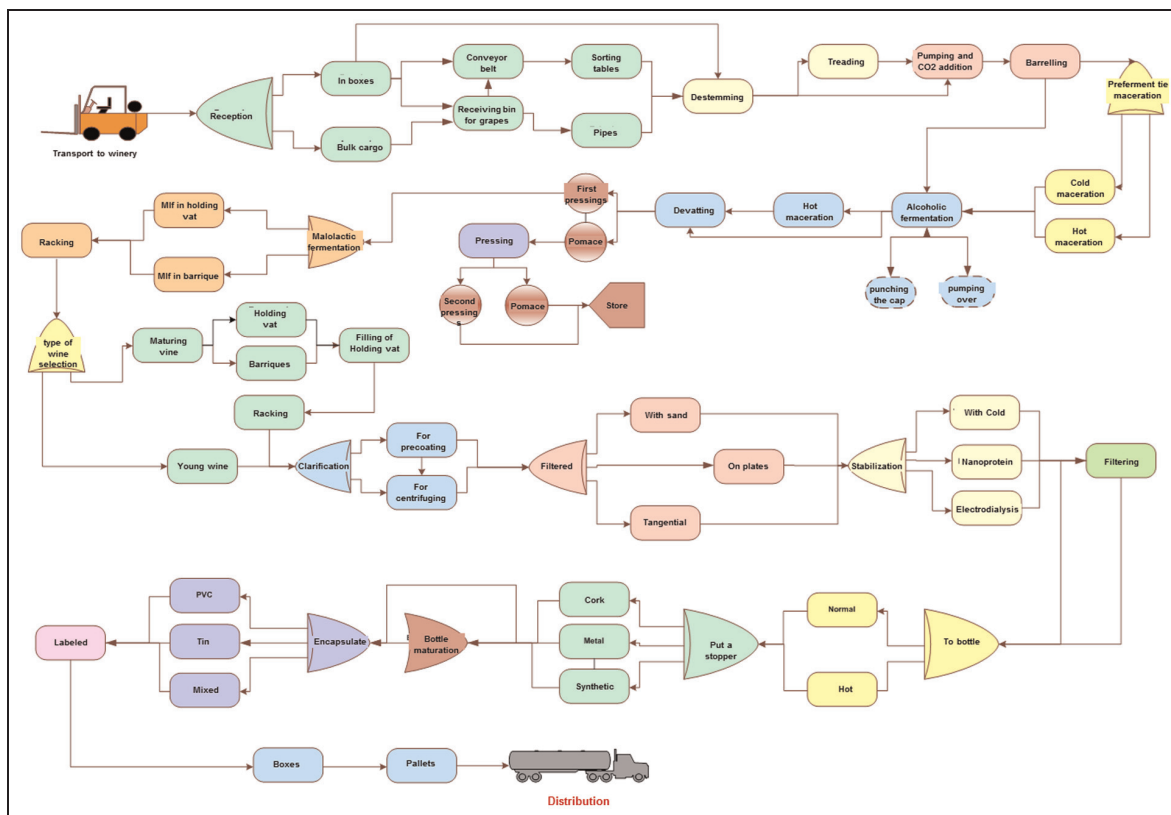 Transport to winery
Reception
In boxes
Bulk cargo
Conveyor
belt
Receiving bin
for grapes
Sorting
tables
Pipes
Destemming
Treading
Pumping and
CO2 addition
Barrelling
Preferment tie
maceration
Cold
maceration
Hot
maceration
Alcoholic
fermentation
punching
the cap
pumping
over
Hot
maceration
Devatting
First
pressings
Pomace
Pressing
Second
pressing
s
Pomace
Store
Malolactic
fermentation
Mlf in holding
vat
Mlf in barrique
Racking
type of
wine
selection
Maturing
vine
Holding
vat
Barriques
Filling of
Holding vat
Racking
Young wine
Clarification
For
precoating
For
centrifuging
Filtered
With sand
On plates
Tangential
Stabilization
With Cold
Nanoprotein
Electrodialysis
Filtering
To bottle
Normal
Hot
Put a
stopper
Cork
Metal
Synthetic
Bottle
maturation
Encapsulate
PVC
Tin
Mixed
Labeled
Boxes
Pallets
Distribution